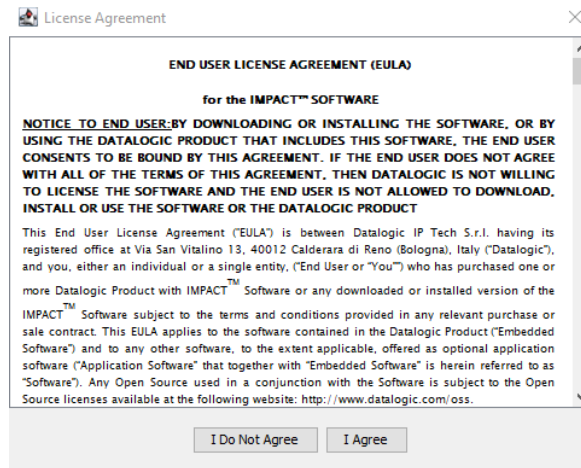 License Agreement
END USER LICENSE AGREEMENT (EULA)
for the IMPACT™ SOFTWARE
NOTICE TO END USER:BY DOWNLOADING OR INSTALLING THE SOFTWARE, OR BY
USING THE DATALOGIC PRODUCT THAT INCLUDES THIS SOFTWARE, THE END USER
CONSENTS TO BE BOUND BY THIS AGREEMENT. IF THE END USER DOES NOT AGREE
WITH ALL OF THE TERMS OF THIS AGREEMENT, THEN DATALOGIC IS NOT WILLING
TO LICENSE THE SOFTWARE AND THE END USER IS NOT ALLOWED TO DOWNLOAD,
INSTALL OR USE THE SOFTWARE OR THE DATALOGIC PRODUCT
This End User License Agreement ("EULA") is between Datalogic IP Tech S.r.l. having its
registered office at Via San Vitalino 13, 40012 Calderara di Reno (Bologna), Italy ("Datalogic"),
and you, either an individual or a single entity, ("End User or "You"") who has purchased one or
more Datalogic Product with IMPACT™ Software or any downloaded or installed version of the
IMPACT™ Software subject to the terms and conditions provided in any relevant purchase or
sale contract. This EULA applies to the software contained in the Datalogic Product ("Embedded
Software") and to any other software, to the extent applicable, offered as optional application
software ("Application Software" that together with "Embedded Software" is herein referred to as
"Software"). Any Open Source used in a conjunction with the Software is subject to the Open
Source licenses available at the following website: http://www.datalogic.com/oss.
I Do Not Agree
I Agree